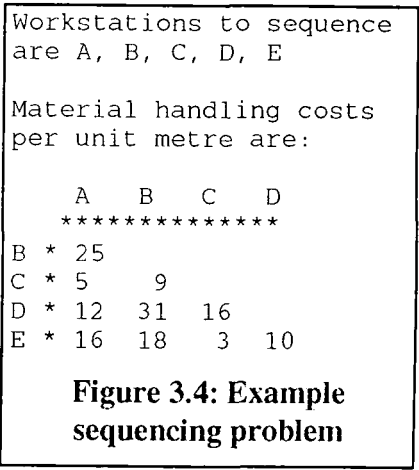 Workstations to sequence
are A, B, C, D, E
Material handling costs
per unit metre are:
A B C D
**************
B * 25
C * 5 9
D * 12 31 16
E * 16 18 3 10
Figure 3.4: Example
sequencing problem